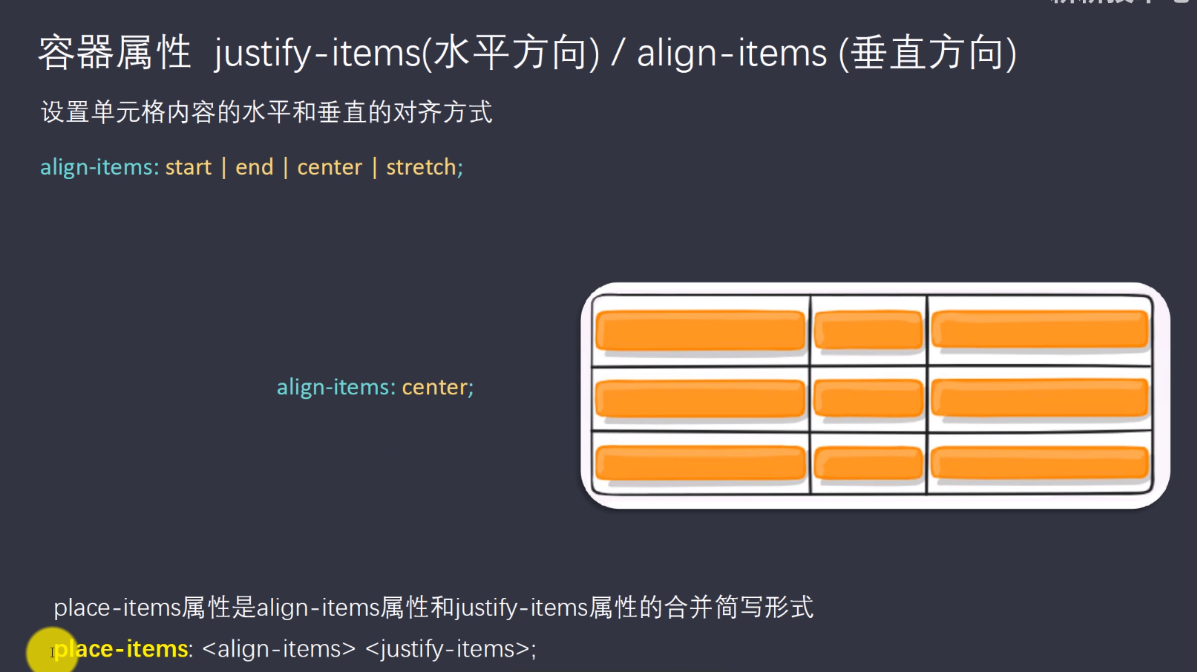 容器属性 justify-items(水平方向) / align-items (垂直方向)
设置单元格内容的水平和垂直的对齐方式
align-items: start | end | center | stretch;
align-items: center;
place-items属性是align-items属性和justify-items属性的合并简写形式
place-items: <align-items> <justify-items>;